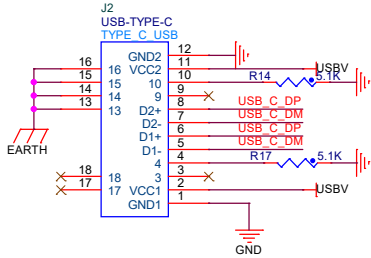 J2
USB-TYPE-C
TYPE_C_USB
GND2 12
16 16 VCC2 11 USBV
15 15 10 10 R14 5.1K
14 14 9 9
13 13 D2+ 8 USB_C_DP
D2- 7 USB_C_DM
D1+ 6 USB_C_DP
D1- 5 USB_C_DM
EARTH
4 4 R17 5.1K
18 18 3 3
17 17 VCC1 2 USBV
GND1 1
GND